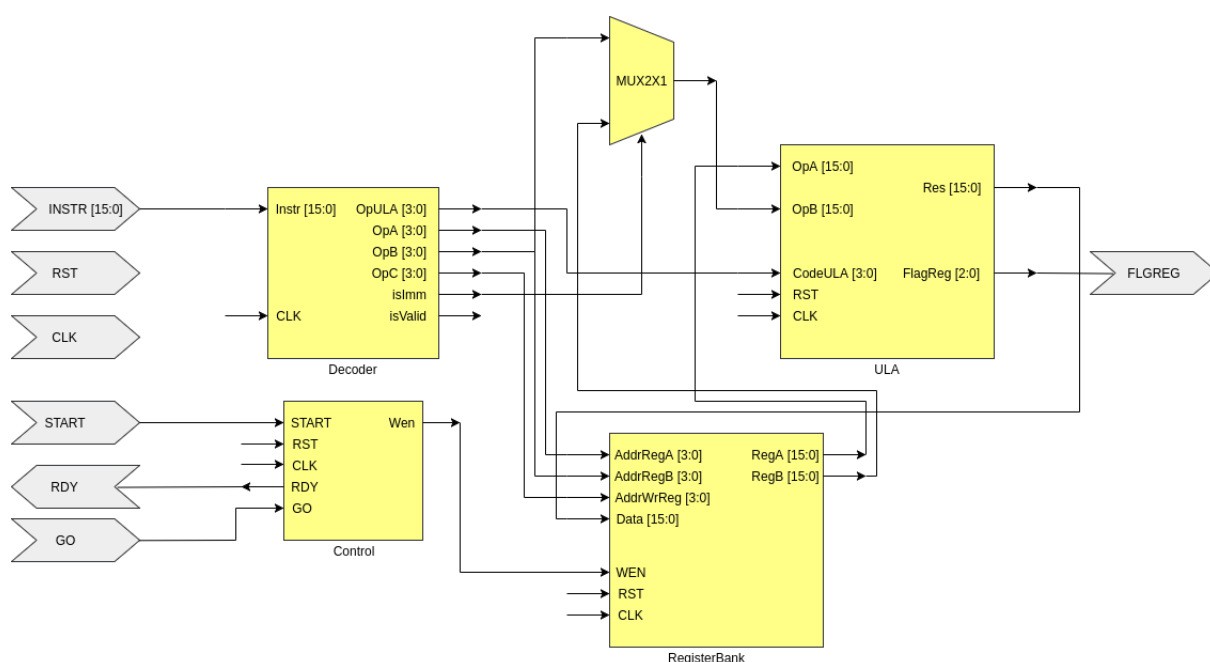 MUX2X1
INSTR [15:0]
RST
CLK
START
RDY
GO
Instr [15:0]
CLK
OpULA [3:0]
OpA [3:0]
OpB [3:0]
OpC [3:0]
isImm
isValid
Decoder
START
RST
CLK
RDY
GO
Wen
Control
OpA [15:0]
OpB [15:0]
CodeULA [3:0]
RST
CLK
Res [15:0]
FlagReg [2:0]
ULA
FLGREG
AddrRegA [3:0]
AddrRegB [3:0]
AddrWrReg [3:0]
Data [15:0]
WEN
RST
CLK
RegA [15:0]
RegB [15:0]
RegisterBank